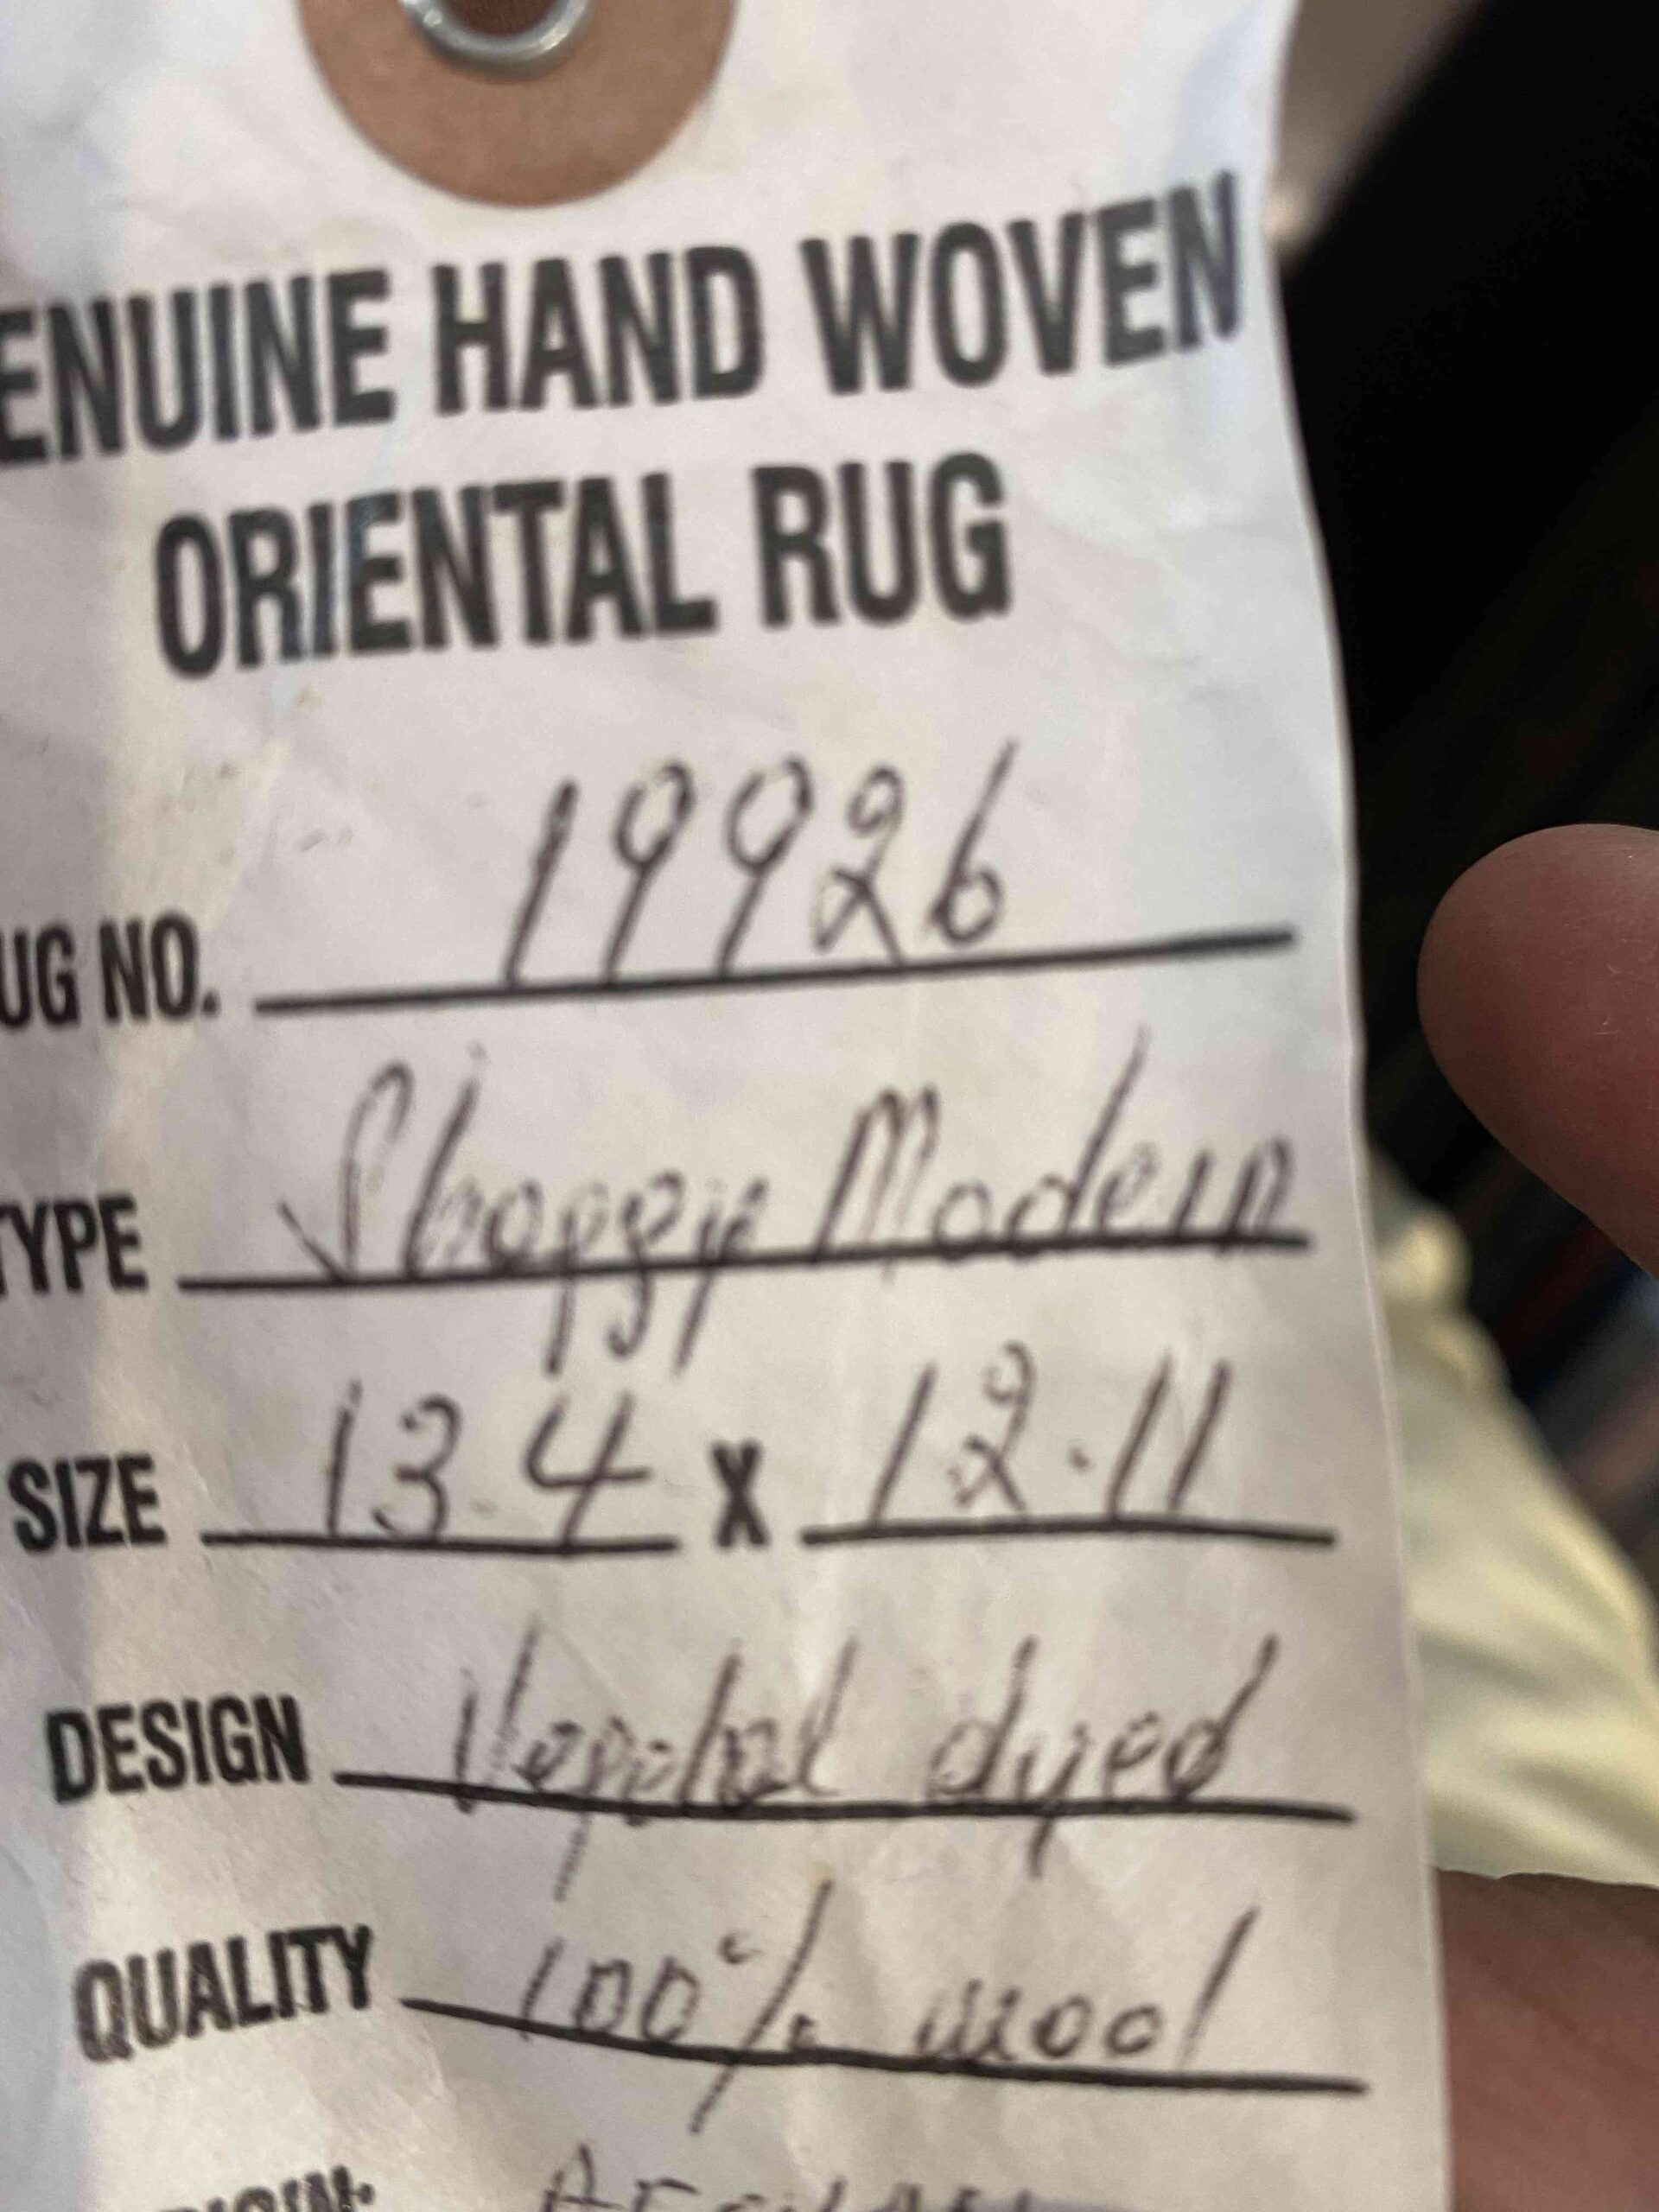 ENUINE HAND WOVEN
ORIENTAL RUG
UG NO. 19926
TYPE Shaggy Modern
SIZE 13.4 X 12.11
DESIGN dyed
QUALITY 100% wool